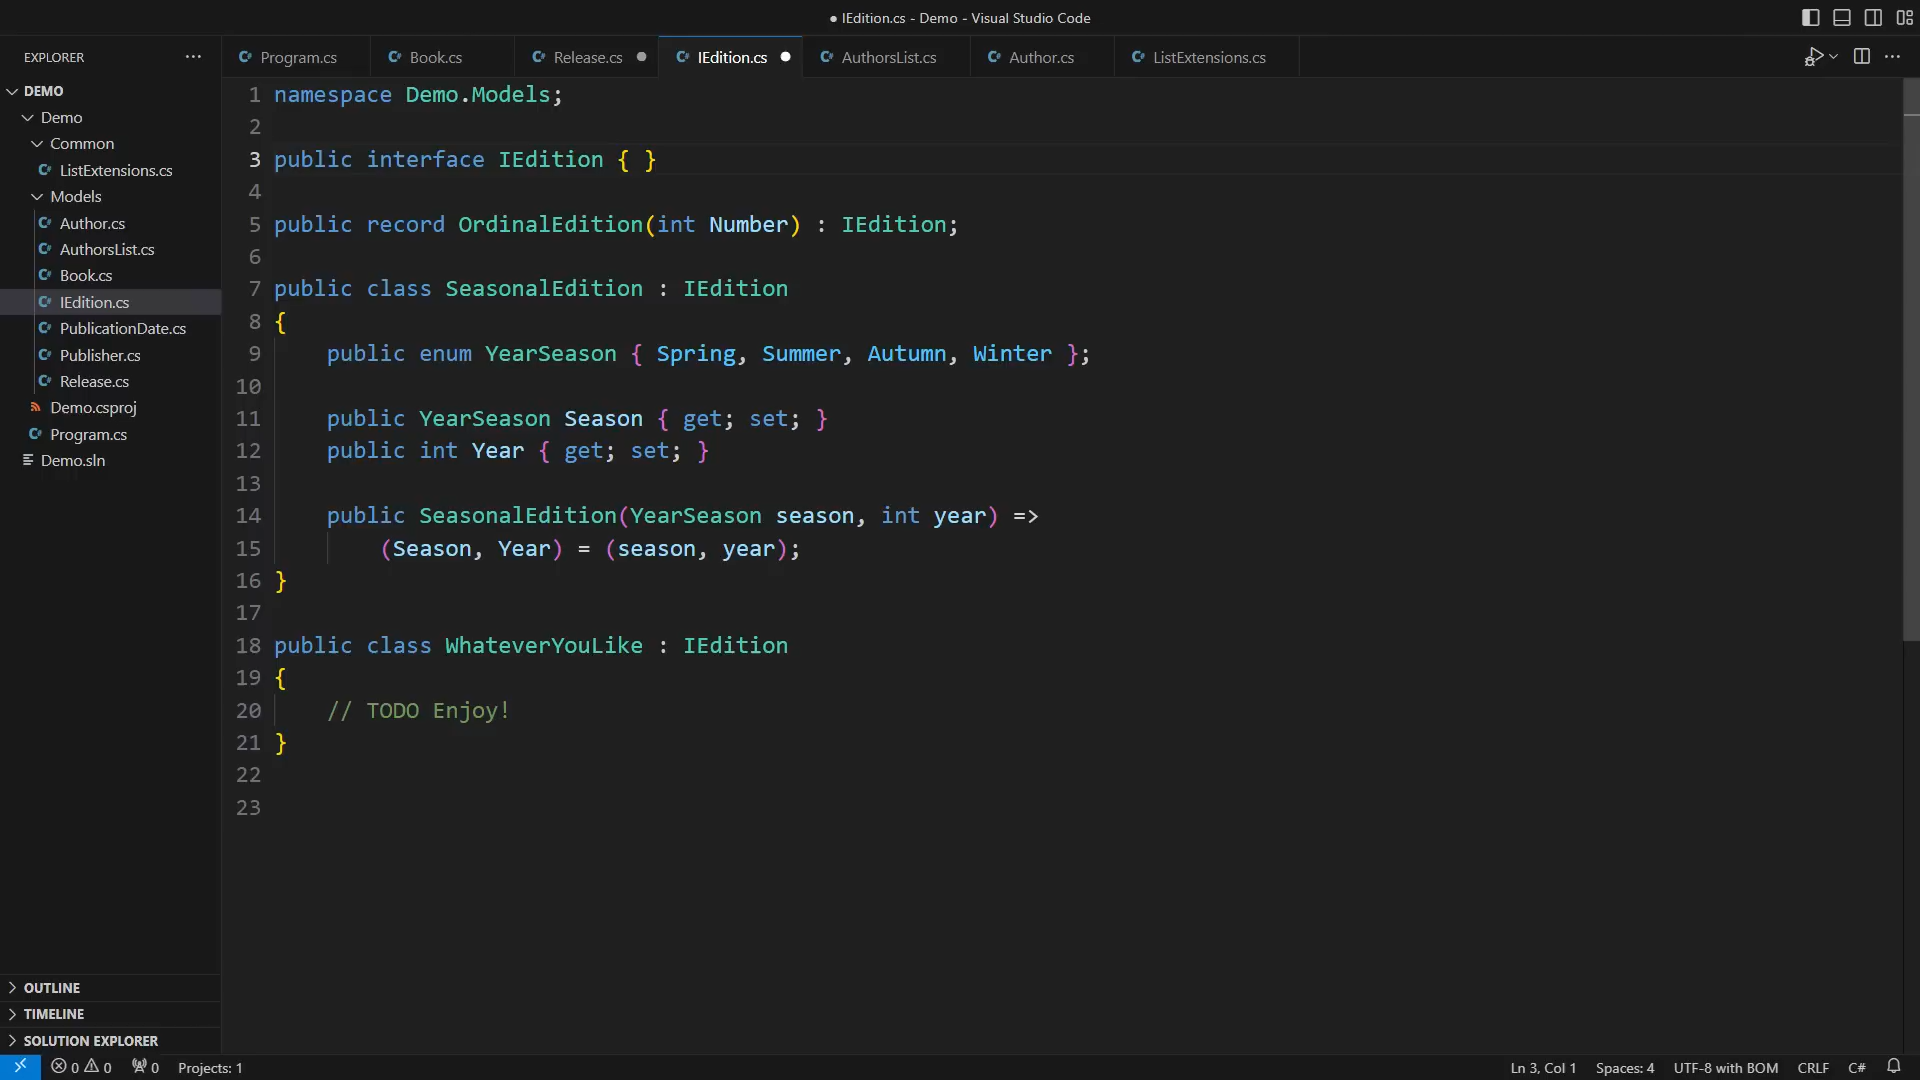 ● IEdition.cs - Demo - Visual Studio Code
EXPLORER
Program.cs
Book.cs
Release.cs
IEdition.cs
AuthorsList.cs
Author.cs
ListExtensions.cs
DEMO
Demo
Common
ListExtensions.cs
Models
Author.cs
AuthorsList.cs
Book.cs
IEdition.cs
PublicationDate.cs
Publisher.cs
Release.cs
Demo.csproj
Program.cs
Demo.sln
OUTLINE
TIMELINE
SOLUTION EXPLORER
1 namespace Demo.Models;
2
3 public interface IEdition { }
4
5 public record OrdinalEdition(int Number) : IEdition;
6
7 public class SeasonalEdition : IEdition
8 {
9     public enum YearSeason { Spring, Summer, Autumn, Winter };
10
11     public YearSeason Season { get; set; }
12     public int Year { get; set; }
13
14     public SeasonalEdition(YearSeason season, int year) =>
15         (Season, Year) = (season, year);
16 }
17
18 public class WhateverYouLike : IEdition
19 {
20     // TODO Enjoy!
21 }
22
23
0 0 0 Projects: 1 Ln 3, Col 1 Spaces: 4 UTF-8 with BOM CRLF C#